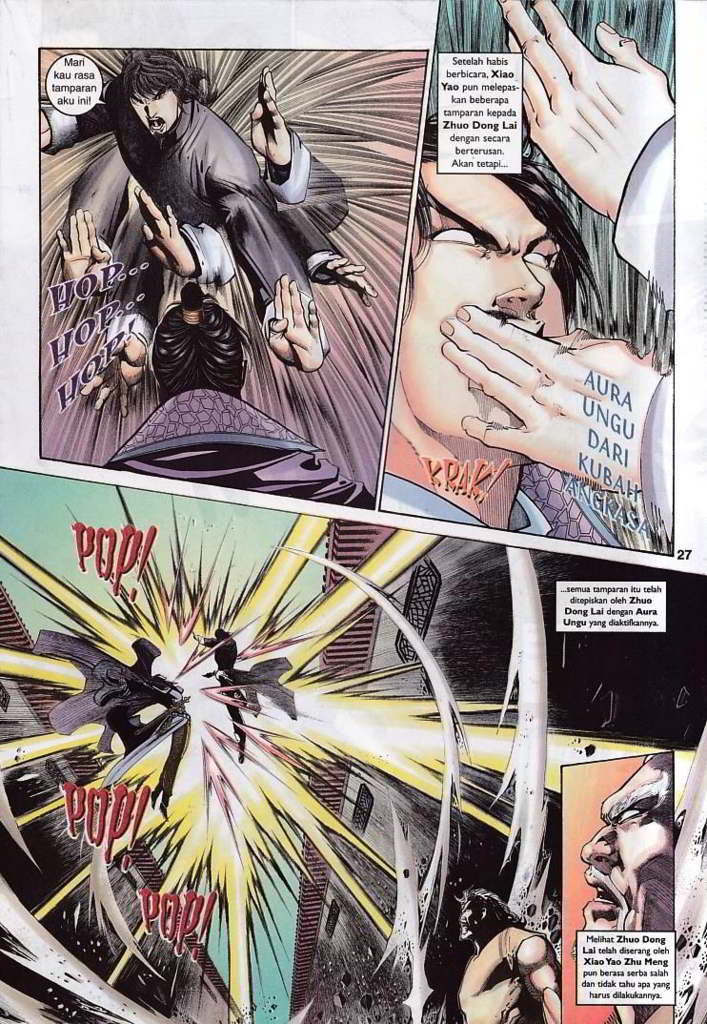 Mari
kau rasa
tamparan
aku ini!
HOP...
HOP...
HOP!
Setelah habis
berbicara, Xiao
Yao pun melepas-
kan beberapa
tamparan kepada
Zhuo Dong Lai
dengan secara
berterusan.
Akan tetapi...
KRAK!
AURA
UNGU
DARI
KUBAH
ANGKASA
27
POP!
...semua tamparan itu telah
ditepiskan oleh Zhuo
Dong Lai dengan Aura
Ungu yang diaktifkannya.
POP!
POP!
Melihat Zhuo Dong
Lai telah diserang oleh
Xiao Yao Zhu Meng
pun berasa serba salah
dan tidak tahu apa yang
harus dilakukannya.